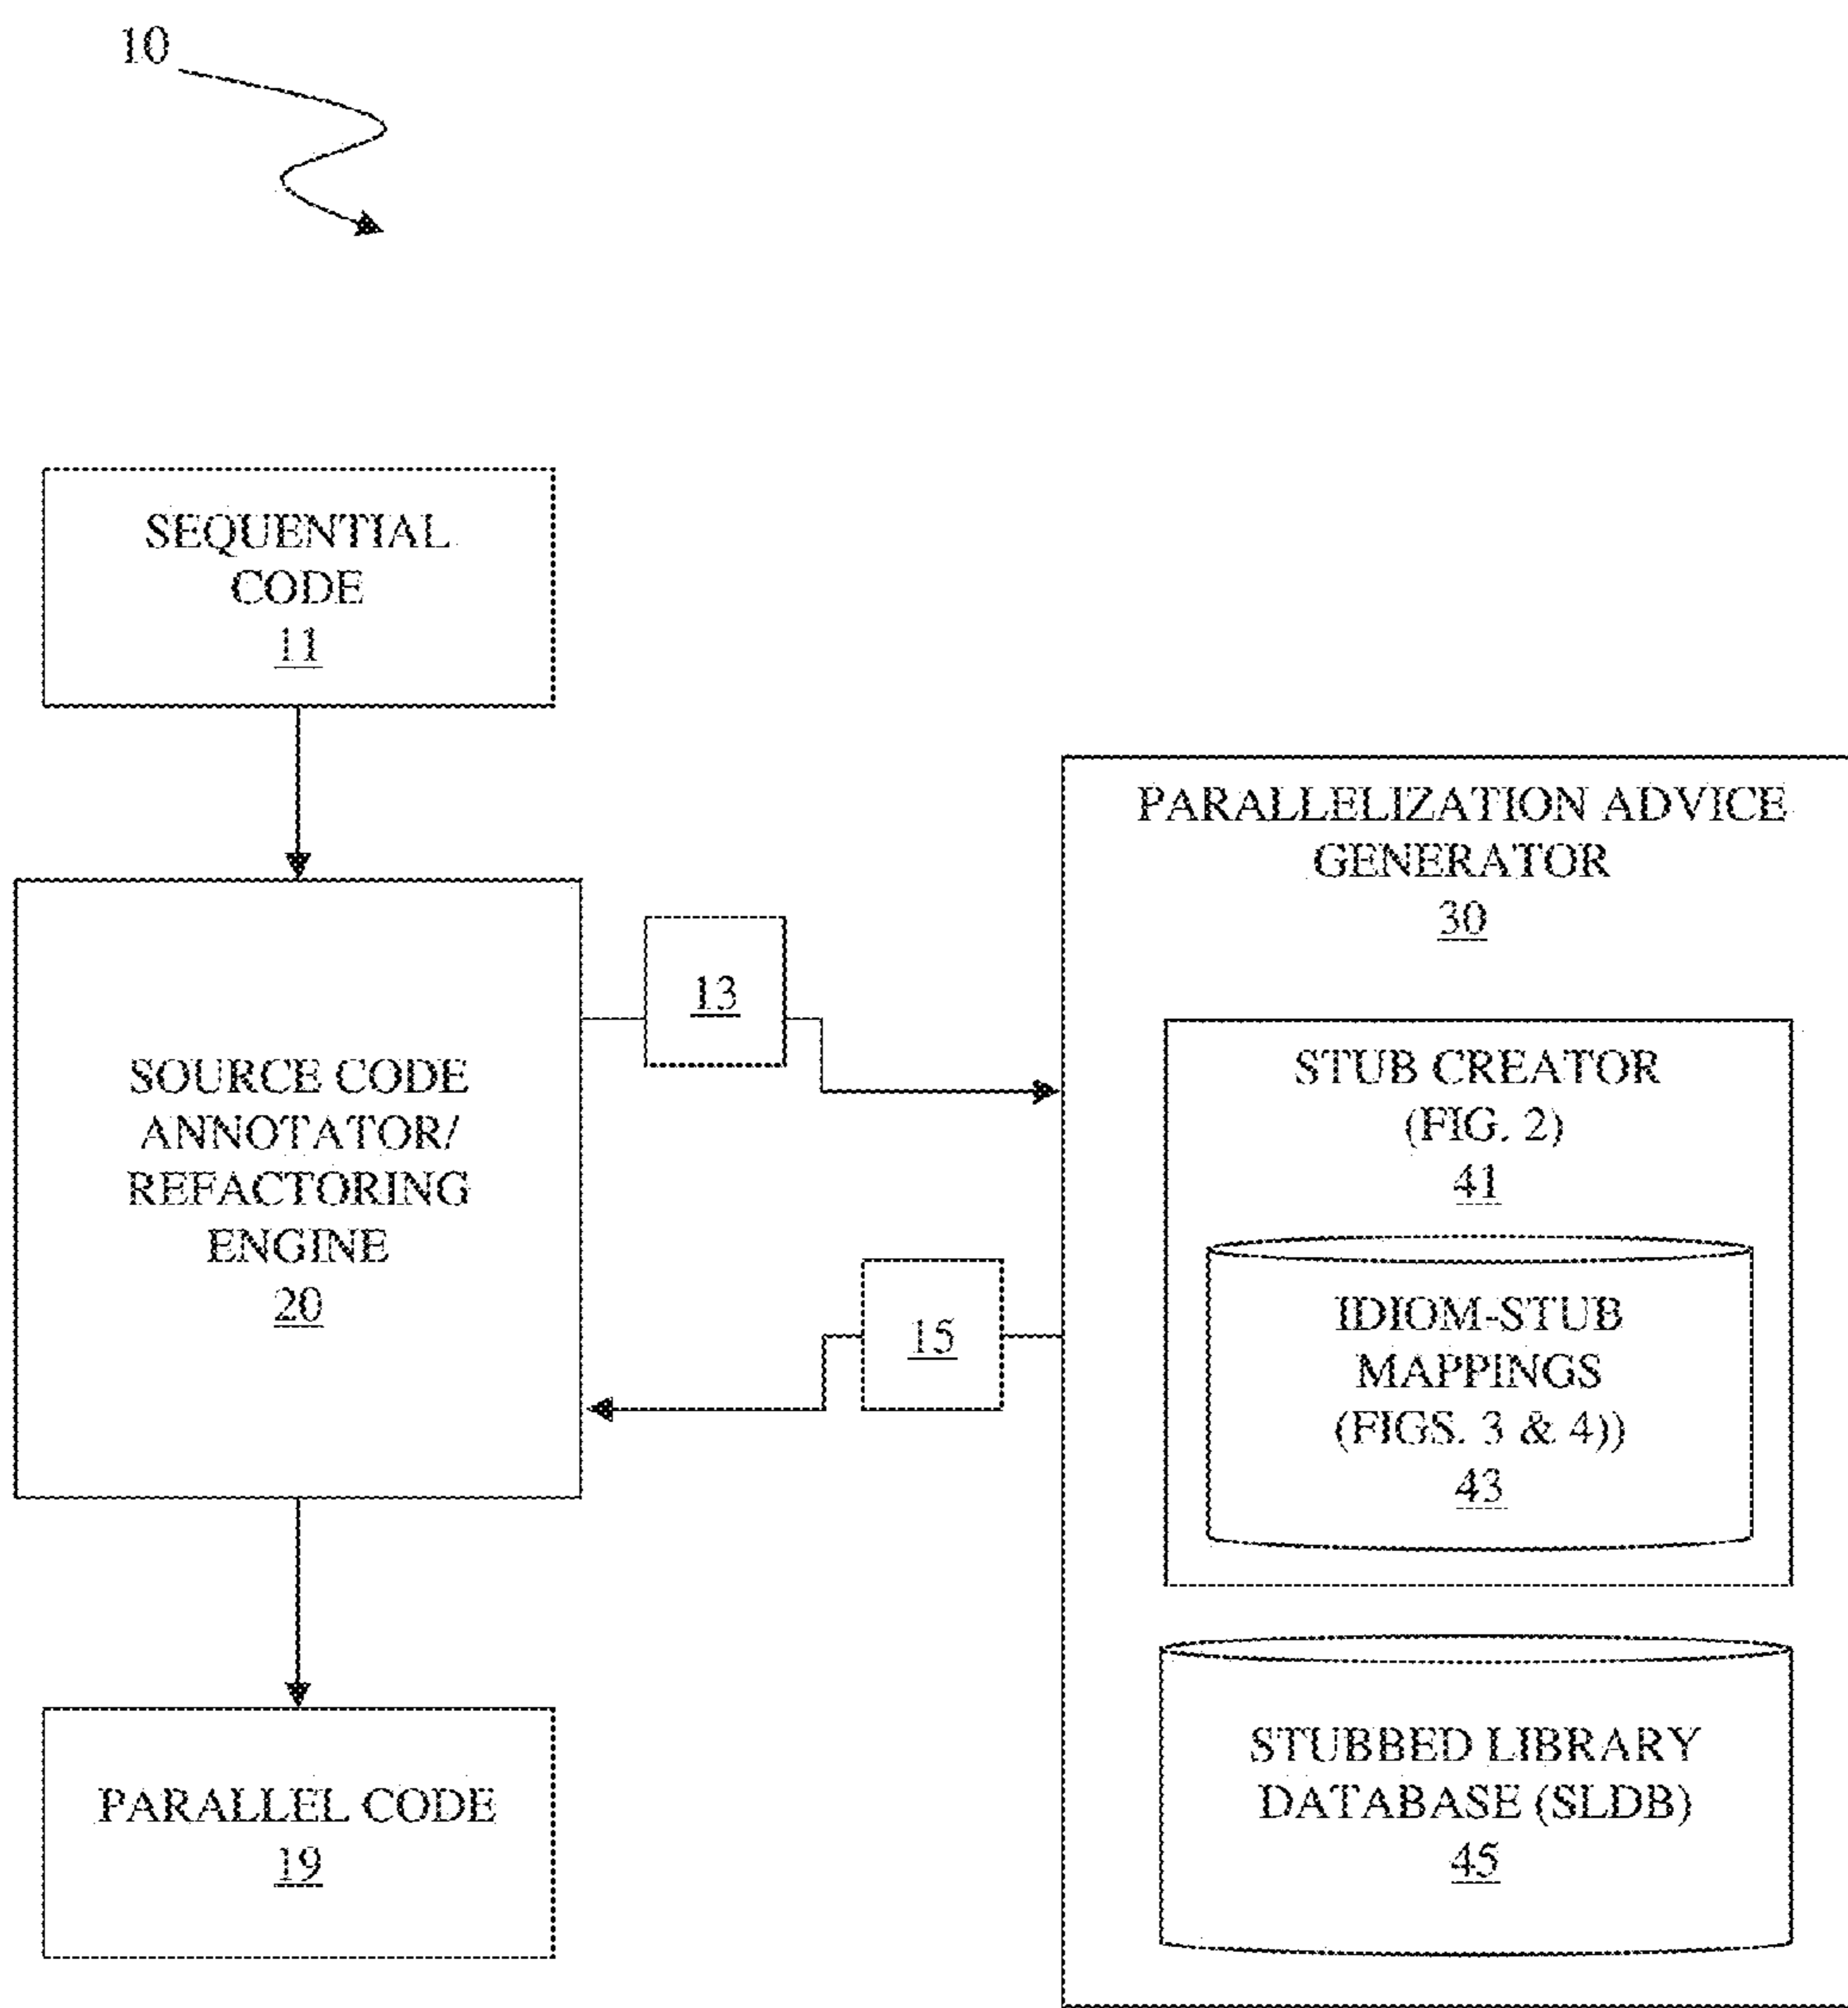 10
SEQUENTIAL
CODE
11
SOURCE CODE
ANNOTATOR/
REFACTORING
ENGINE
20
PARALLEL CODE
19
13
15
PARALLELIZATION ADVICE
GENERATOR
30
STUB CREATOR
(FIG. 2)
41
IDIOM-STUB
MAPPINGS
(FIGS. 3 & 4))
43
STUBBED LIBRARY
DATABASE (SLDB)
45